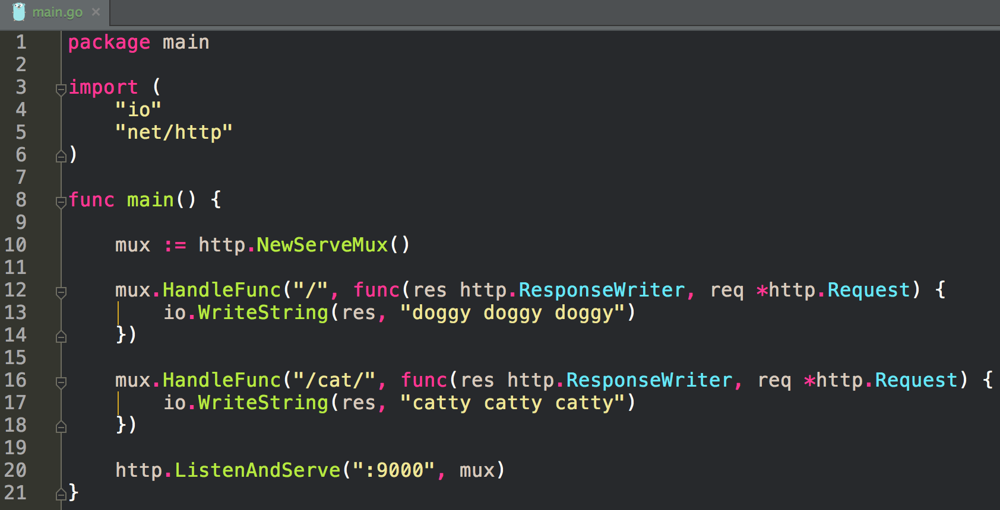 main.go ×
1 package main
2
3 import (
4     "io"
5     "net/http"
6 )
7
8 func main() {
9
10     mux := http.NewServeMux()
11
12     mux.HandleFunc("/", func(res http.ResponseWriter, req *http.Request) {
13         io.WriteString(res, "doggy doggy doggy")
14     })
15
16     mux.HandleFunc("/cat/", func(res http.ResponseWriter, req *http.Request) {
17         io.WriteString(res, "catty catty catty")
18     })
19
20     http.ListenAndServe(":9000", mux)
21 }